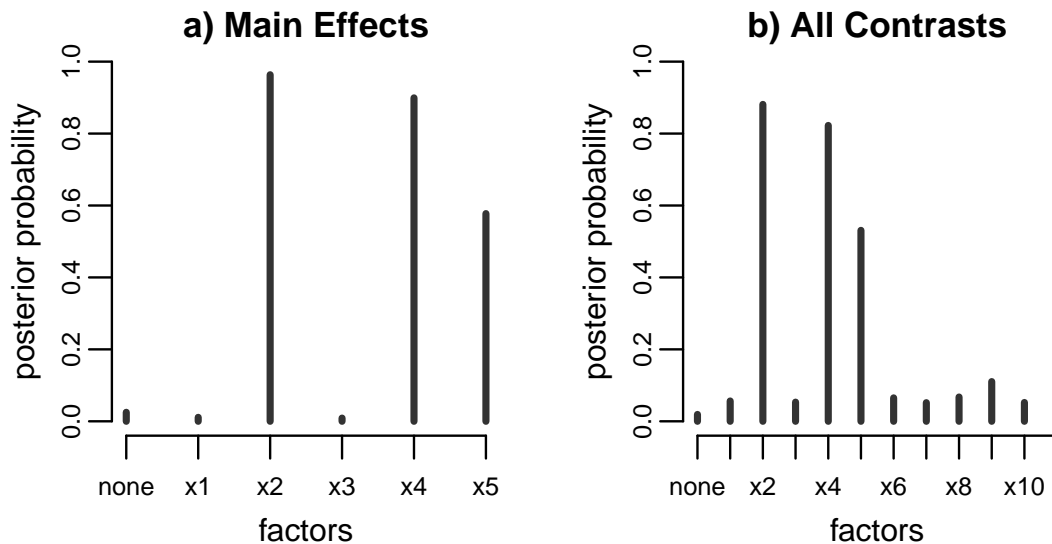 a) Main Effects
posterior probability
1.0
0.8
0.6
0.4
0.2
0.0
none x1 x2 x3 x4 x5
factors
b) All Contrasts
posterior probability
1.0
0.8
0.6
0.4
0.2
0.0
none x2 x4 x6 x8 x10
factors